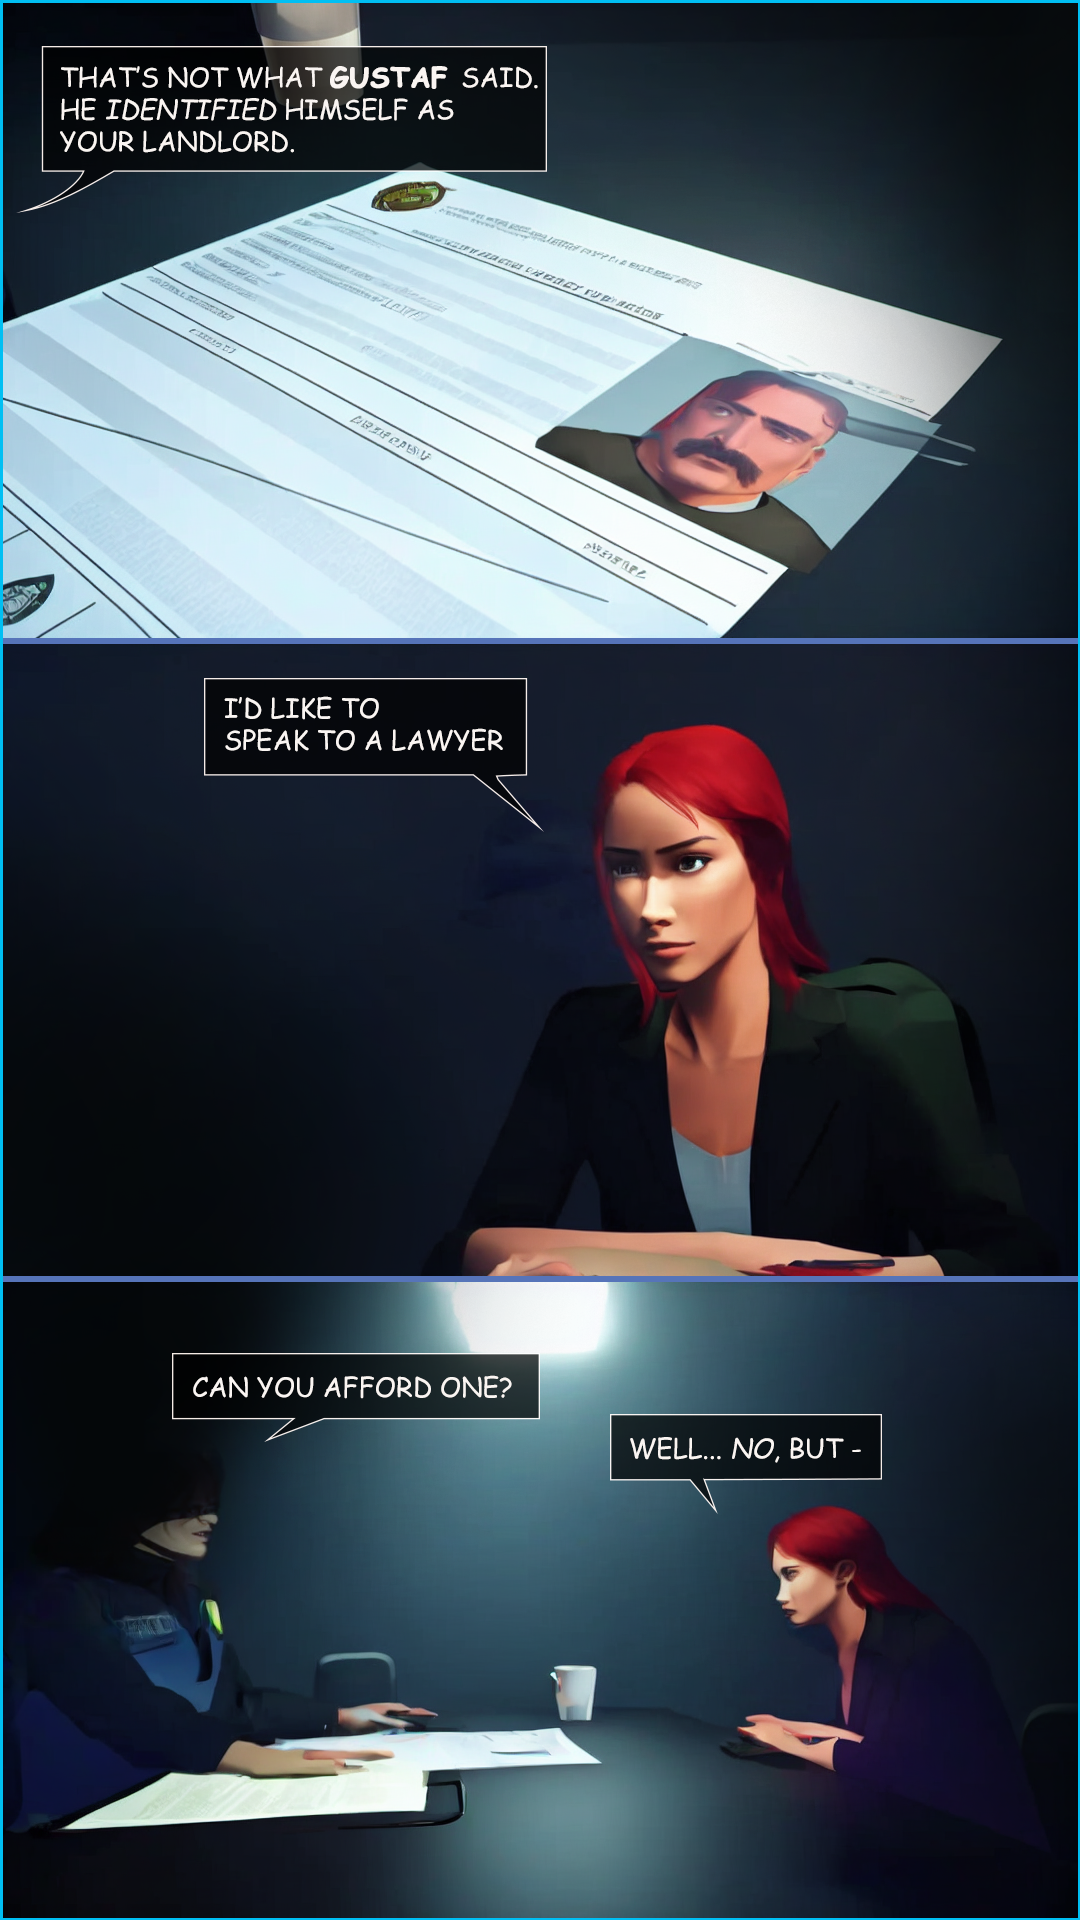 THAT'S NOT WHAT GUSTAF SAID.
HE IDENTIFIED HIMSELF AS
YOUR LANDLORD.
I'D LIKE TO
SPEAK TO A LAWYER
CAN YOU AFFORD ONE?
WELL... NO, BUT -